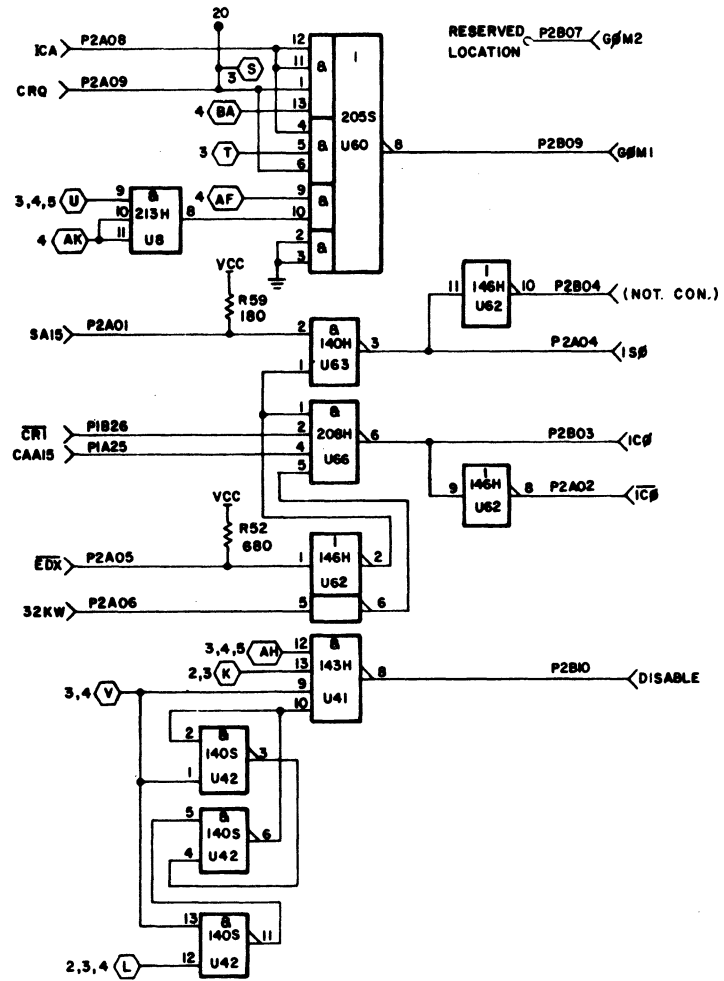 20
ICA P2A08 12
RESERVED LOCATION P2B07 GØM2
11 & 1
3 S
CRQ P2A09 1
4 BA 13
205S
U60
4
3 T 5 &
6
8 P2B09 GØM1
3,4,5 U 9 &
10 213H 8
4 AK 11 U8
4 AF 9 &
10
2 &
3
VCC
R59
180
1
11 146H 10 P2B04 (NOT. CON.)
U62
SA15 P2A01 2 &
140H 3 P2A04 ISØ
1 U63
1 &
CRI P1B26 2 208H 6 P2B03 ICØ
CAA15 P1A25 4 U66
5
1
9 146H 8 P2A02 ICØ
U62
VCC
R52
680
EDX P2A05 1 1
146H 2
U62
32KW P2A06 5 6
3,4,5 AH 12 &
2,3 K 13 143H 8 P2B10 DISABLE
3,4 V 9 U41
10
2 &
140S 3
1 U42
5 &
140S 6
4 U42
13 &
140S 11
2,3,4 L 12 U42